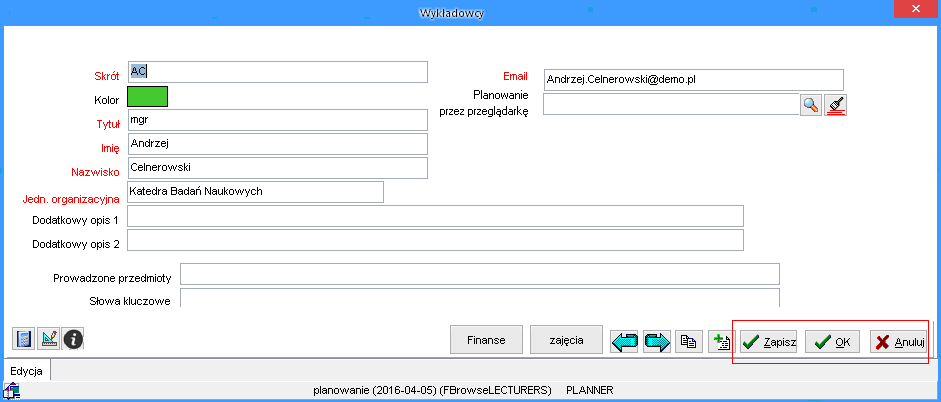 Wykładowcy
Skrót AC
Email Andrzej.Celnerowski@demo.pl
Kolor
Planowanie
przez przeglądarkę
Tytuł mgr
Imię Andrzej
Nazwisko Celnerowski
Jedn. organizacyjna Katedra Badań Naukowych
Dodatkowy opis 1
Dodatkowy opis 2
Prowadzone przedmioty
Słowa kluczowe
Finanse zajęcia Zapisz OK Anuluj
Edycja
planowanie (2016-04-05) (FBrowseLECTURERS) PLANNER